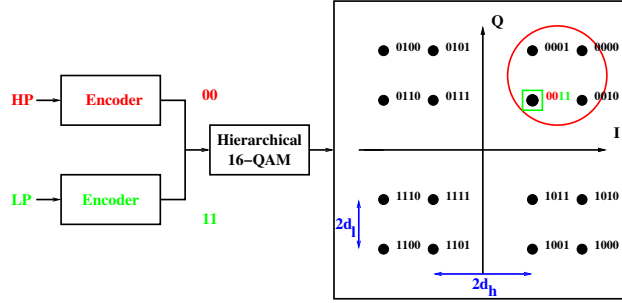 Q
0100 0101 0001 0000
HP Encoder 00
0110 0111 0011 0010
I
Hierarchical
16-QAM
LP Encoder
11
1110 1111 1011 1010
2d_l
1100 1101 1001 1000
2d_h